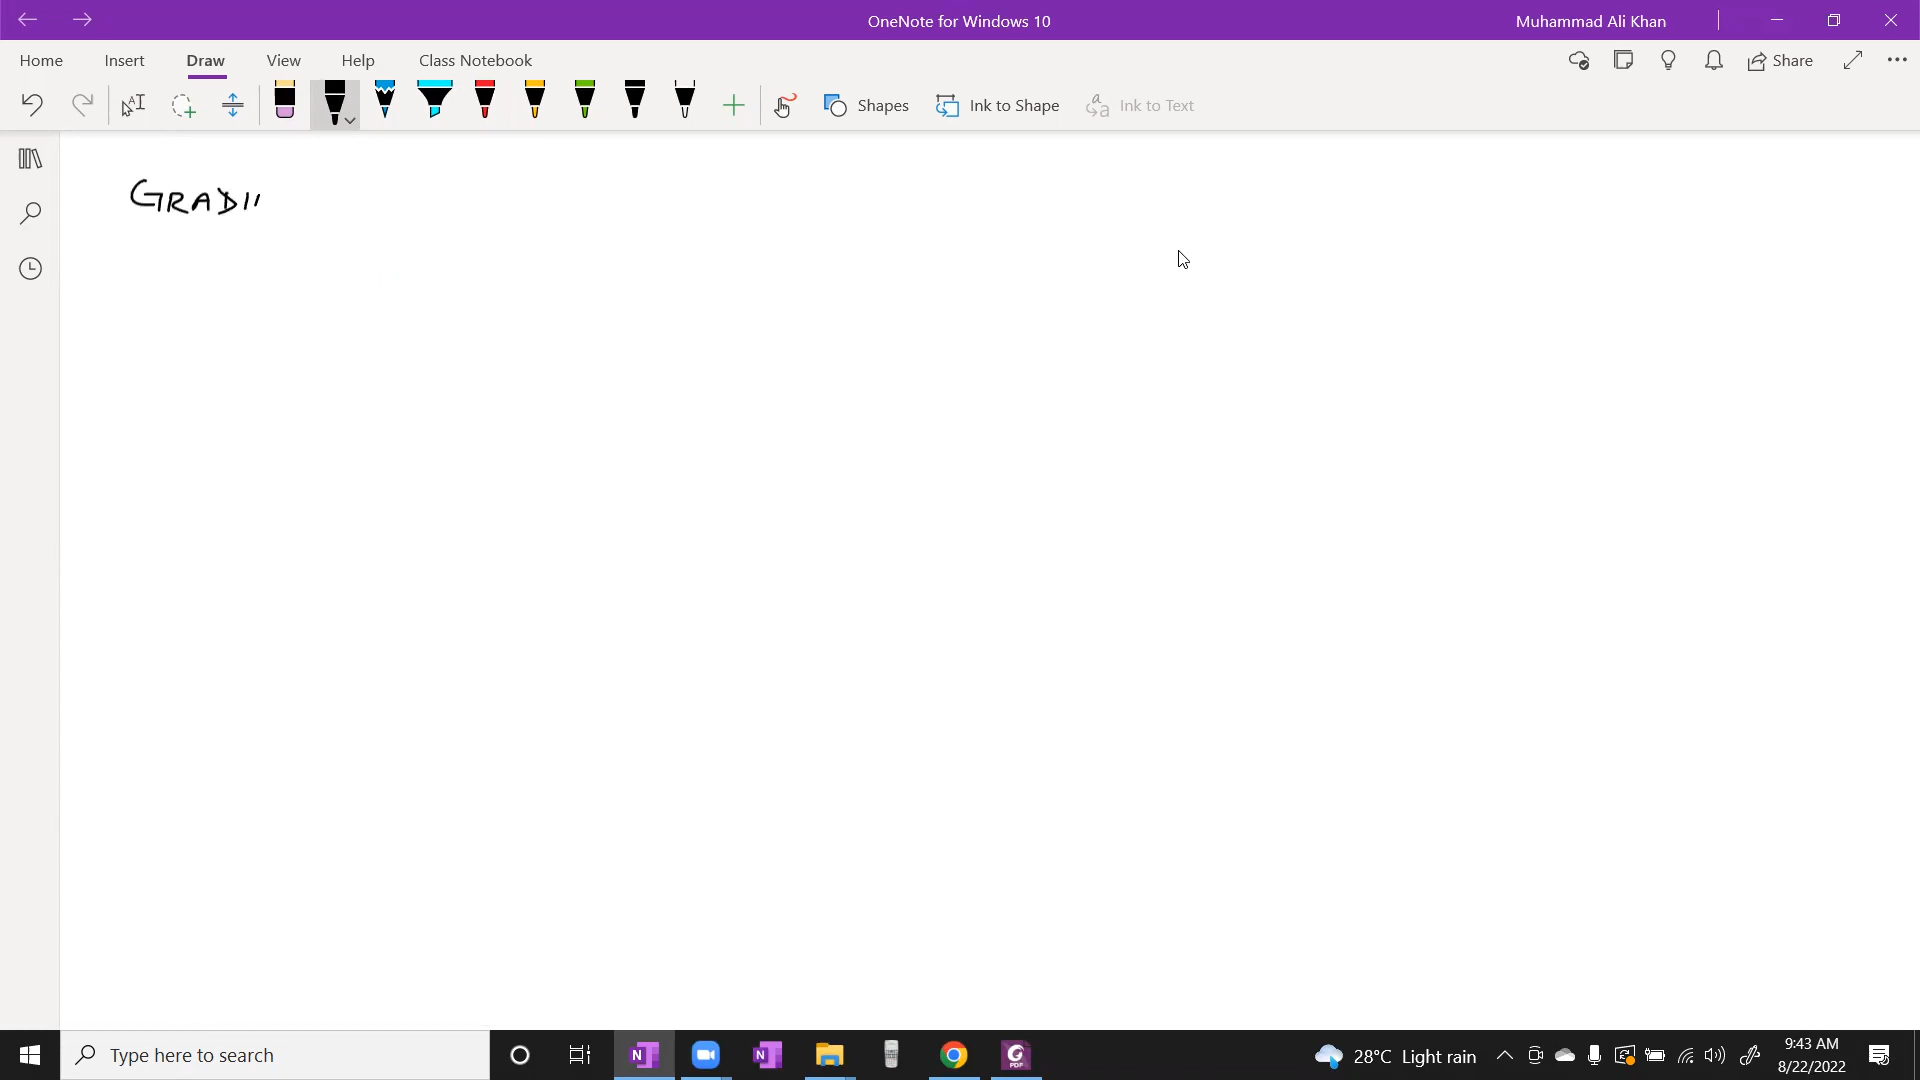 OneNote for Windows 10
Muhammad Ali Khan
Home Insert Draw View Help Class Notebook
Share
Shapes Ink to Shape Ink to Text
GRADI
Type here to search
28°C Light rain
9:43 AM
8/22/2022